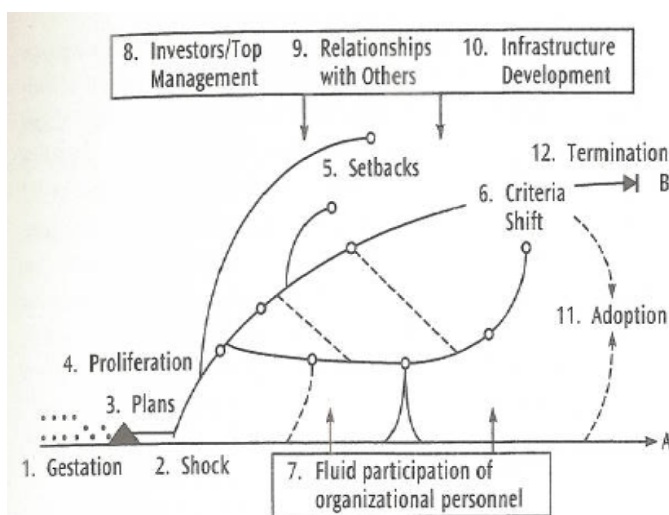 8. Investors/Top Management
9. Relationships with Others
10. Infrastructure Development
5. Setbacks
12. Termination
B
6. Criteria Shift
11. Adoption
4. Proliferation
3. Plans
A
1. Gestation
2. Shock
7. Fluid participation of organizational personnel